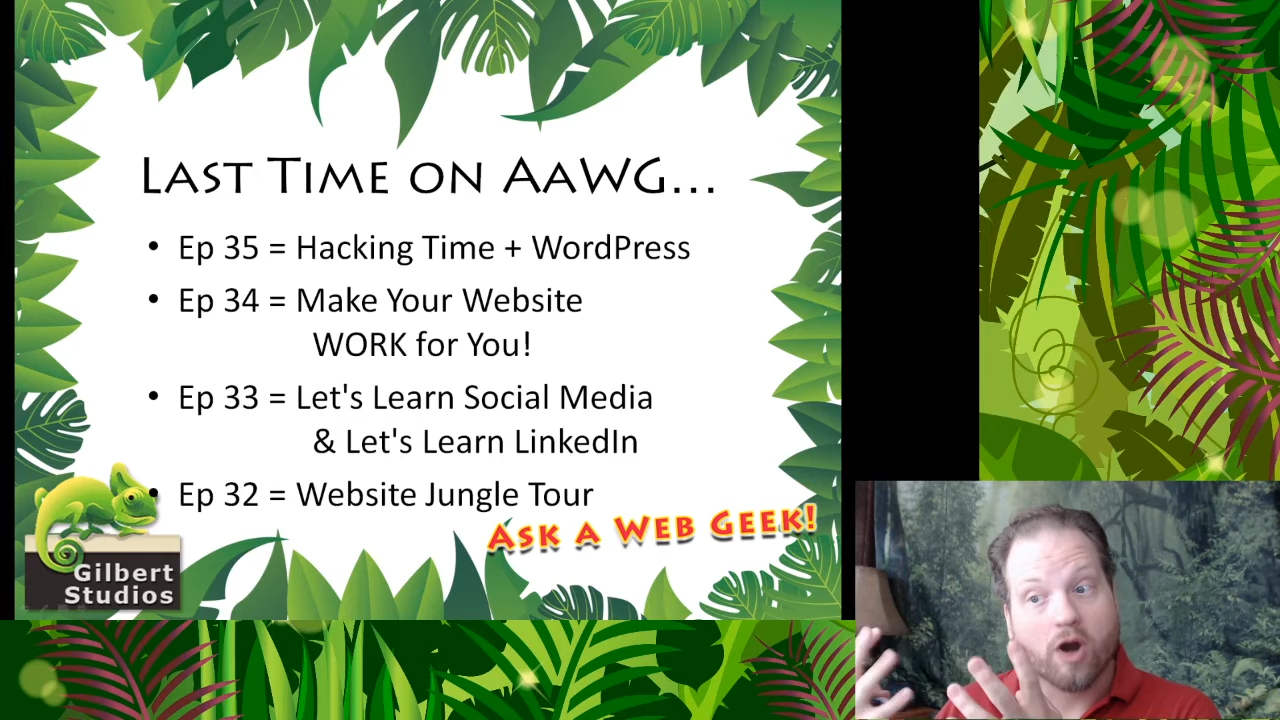 Last Time on AaWG...
• Ep 35 = Hacking Time + WordPress
• Ep 34 = Make Your Website
WORK for You!
• Ep 33 = Let's Learn Social Media
& Let's Learn LinkedIn
• Ep 32 = Website Jungle Tour
Ask a Web Geek!
Gilbert
Studios